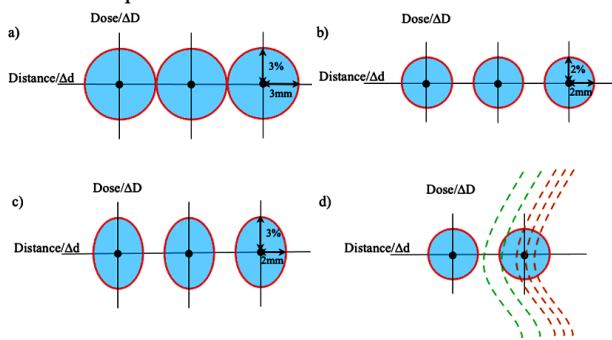 Dose/ΔD
a)
3%
Distance/Δd
3mm
Dose/ΔD
b)
2%
Distance/Δd
2mm
Dose/ΔD
c)
3%
Distance/Δd
2mm
Dose/ΔD
d)
Distance/Δd